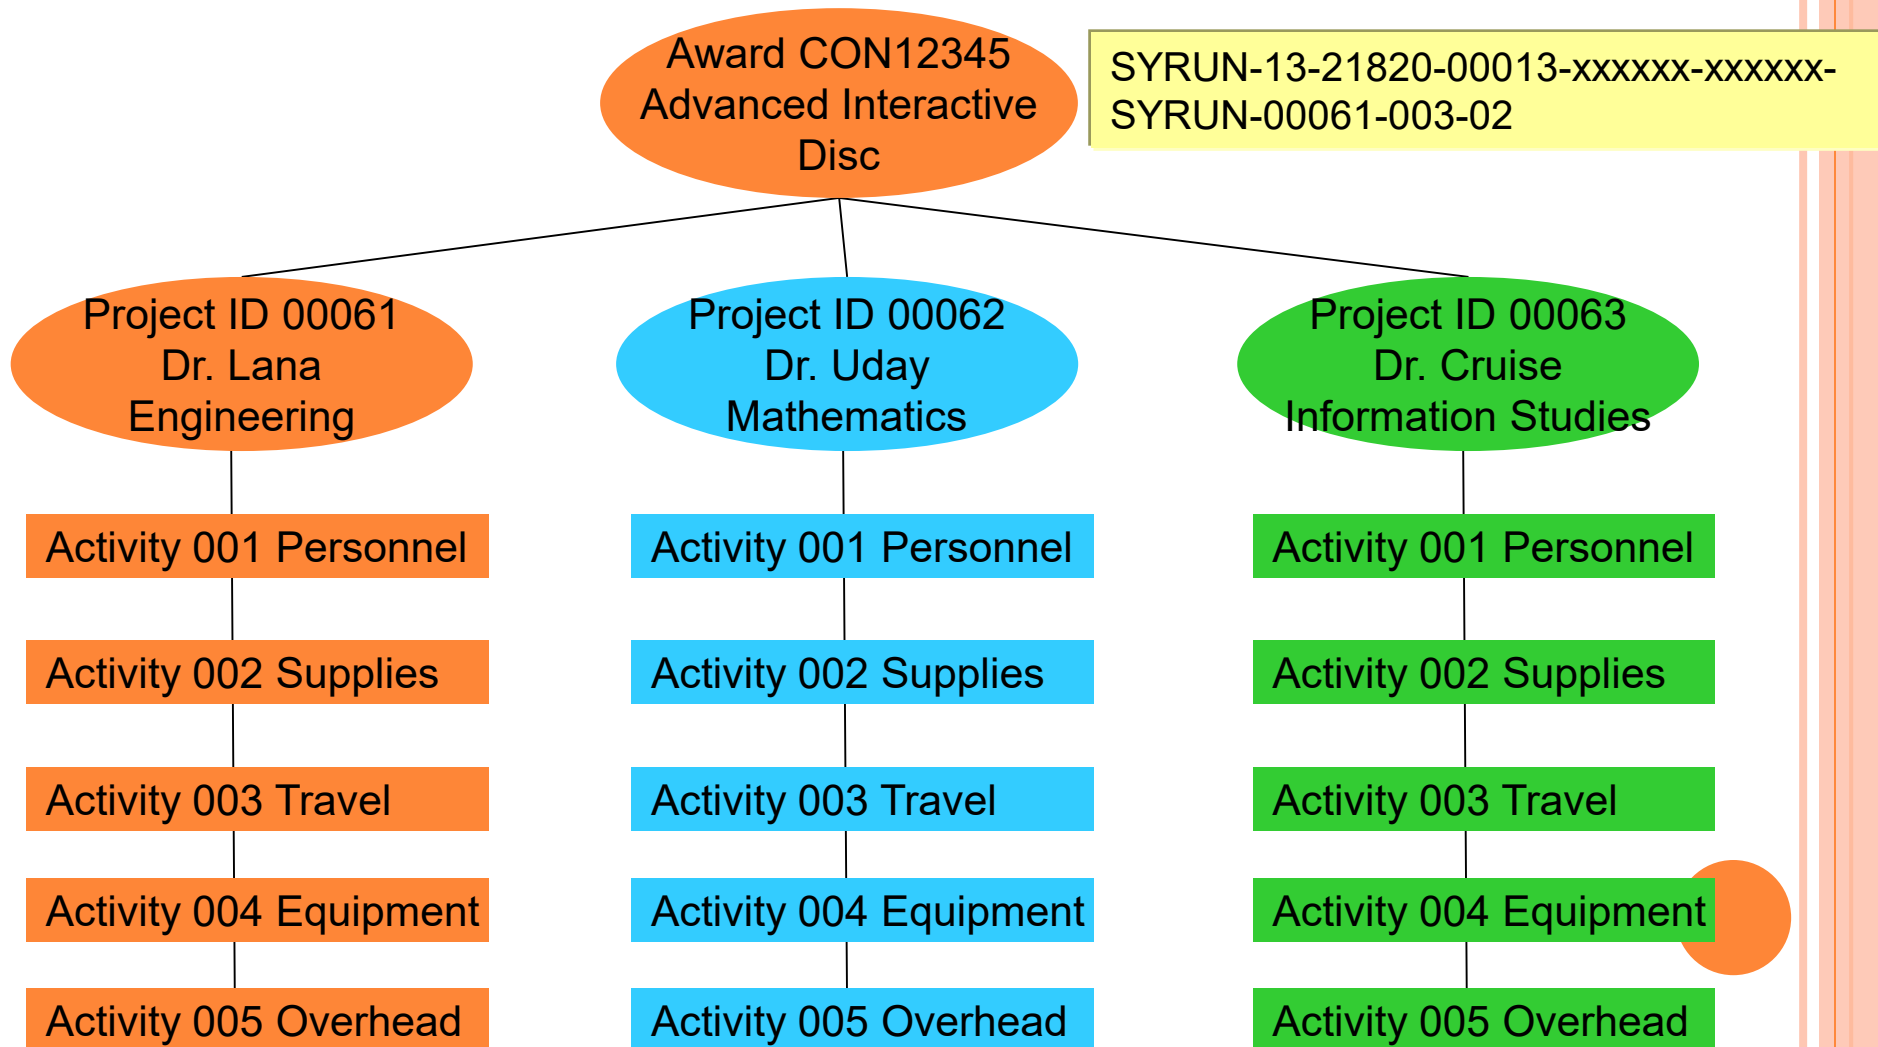 Award CON12345
Advanced Interactive
Disc
SYRUN-13-21820-00013-xxxxxx-xxxxxx-
SYRUN-00061-003-02
Project ID 00061
Dr. Lana
Engineering
Project ID 00062
Dr. Uday
Mathematics
Project ID 00063
Dr. Cruise
Information Studies
Activity 001 Personnel
Activity 002 Supplies
Activity 003 Travel
Activity 004 Equipment
Activity 005 Overhead
Activity 001 Personnel
Activity 002 Supplies
Activity 003 Travel
Activity 004 Equipment
Activity 005 Overhead
Activity 001 Personnel
Activity 002 Supplies
Activity 003 Travel
Activity 004 Equipment
Activity 005 Overhead